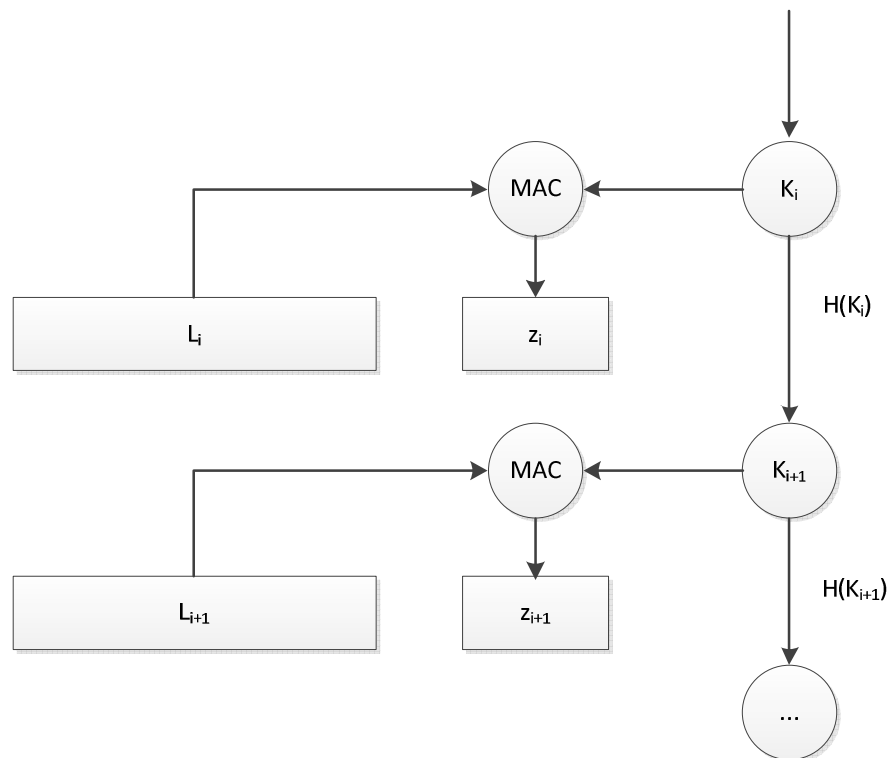 MAC
Kᵢ
H(Kᵢ)
Lᵢ
zᵢ
MAC
Kᵢ₊₁
H(Kᵢ₊₁)
Lᵢ₊₁
zᵢ₊₁
...